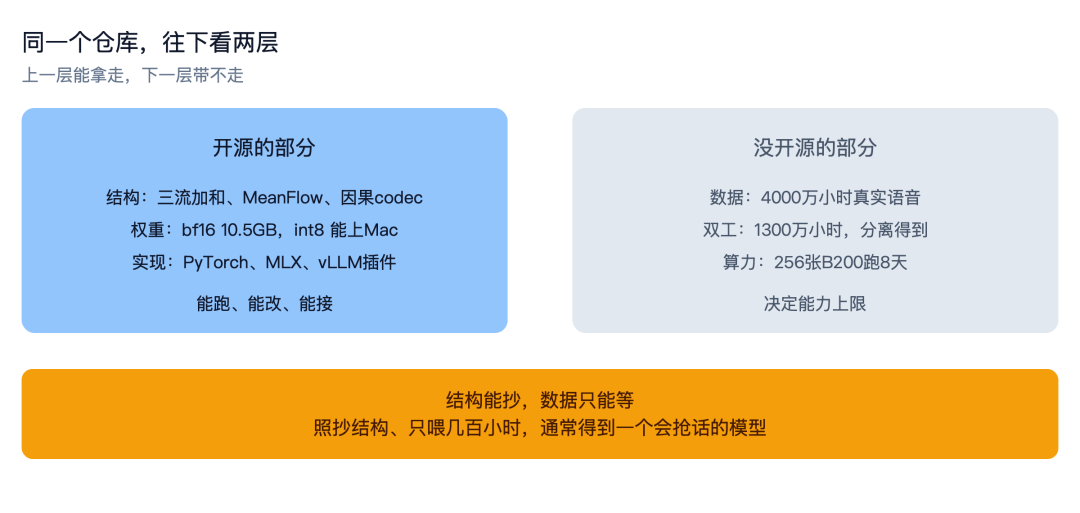 同一个仓库，往下看两层
上一层能拿走，下一层带不走
开源的部分
结构：三流加和、MeanFlow、因果codec
权重：bf16 10.5GB，int8 能上Mac
实现：PyTorch、MLX、vLLM插件
能跑、能改、能接
没开源的部分
数据：4000万小时真实语音
双工：1300万小时，分离得到
算力：256张B200跑8天
决定能力上限
结构能抄，数据只能等
照抄结构、只喂几百小时，通常得到一个会抢话的模型